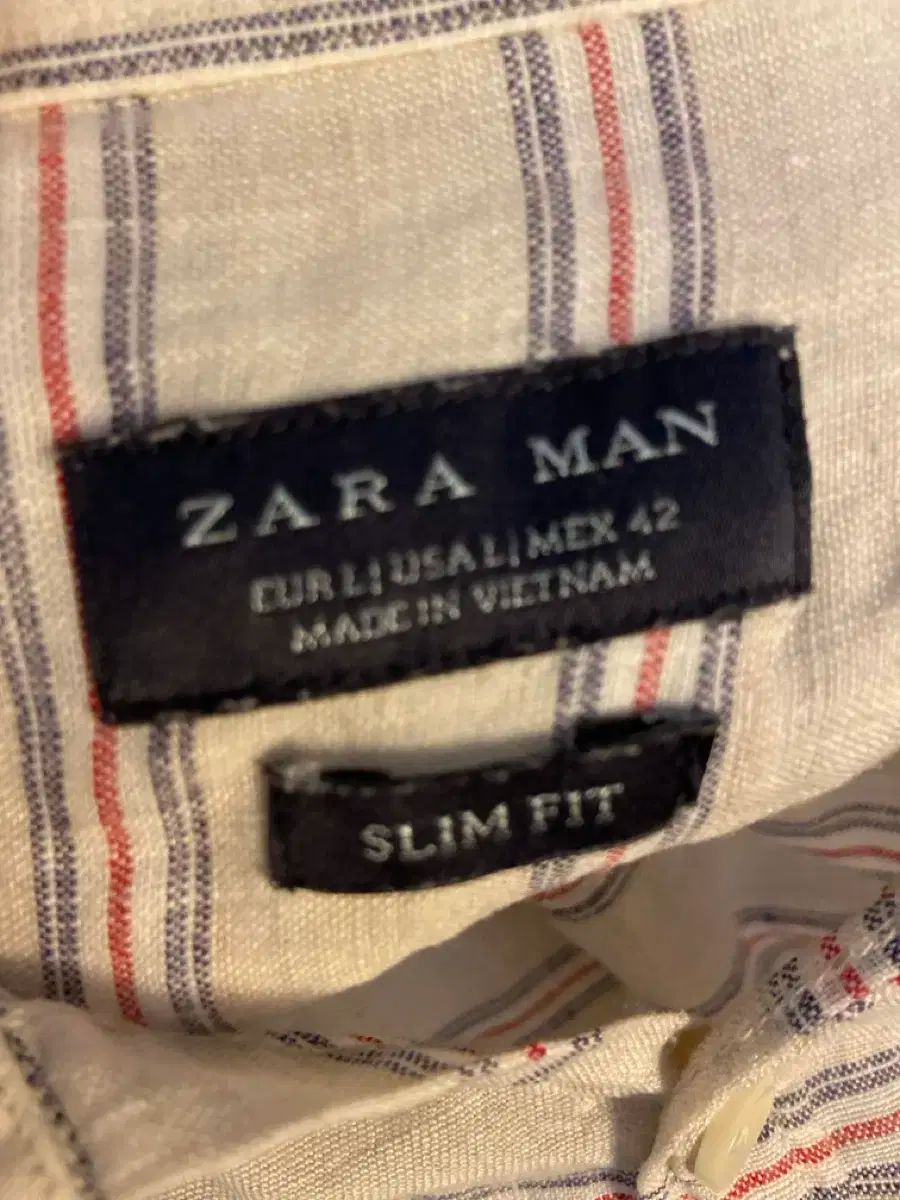 ZARA MAN
EUR L | USA L | MEX 42
MADE IN VIETNAM
SLIM FIT